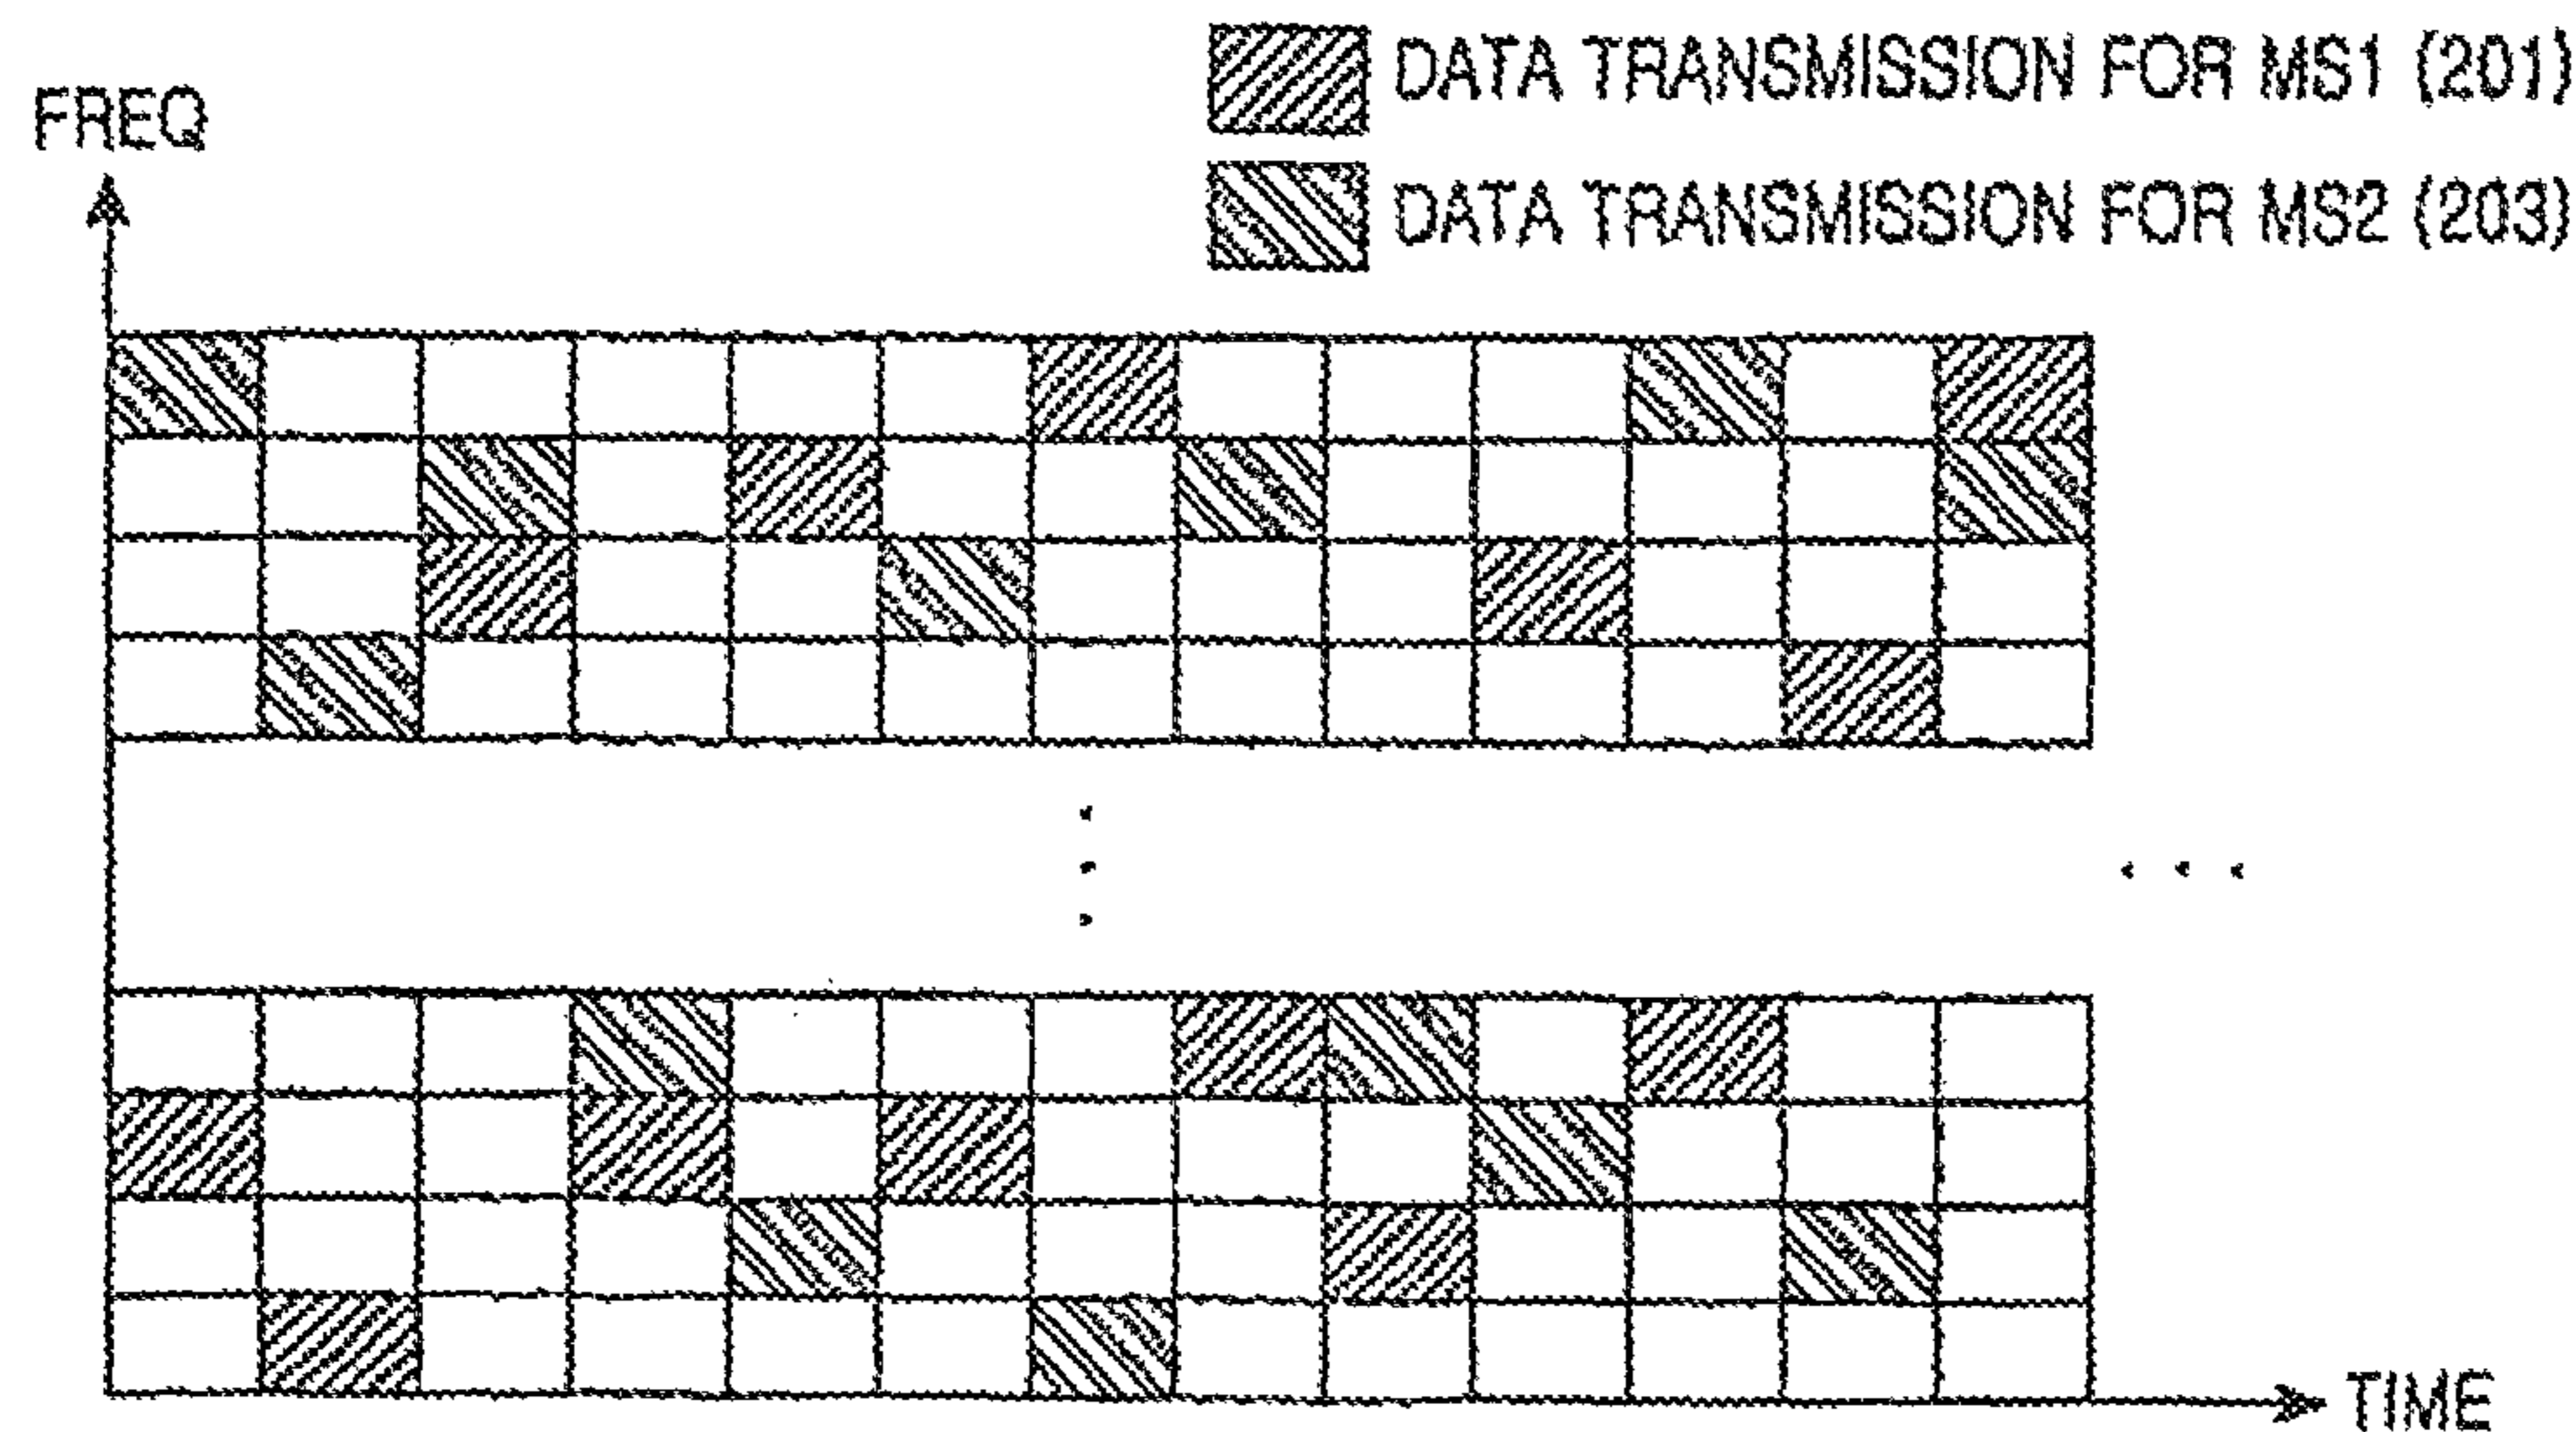 DATA TRANSMISSION FOR MS1 (201)
FREQ
DATA TRANSMISSION FOR MS2 (203)
TIME